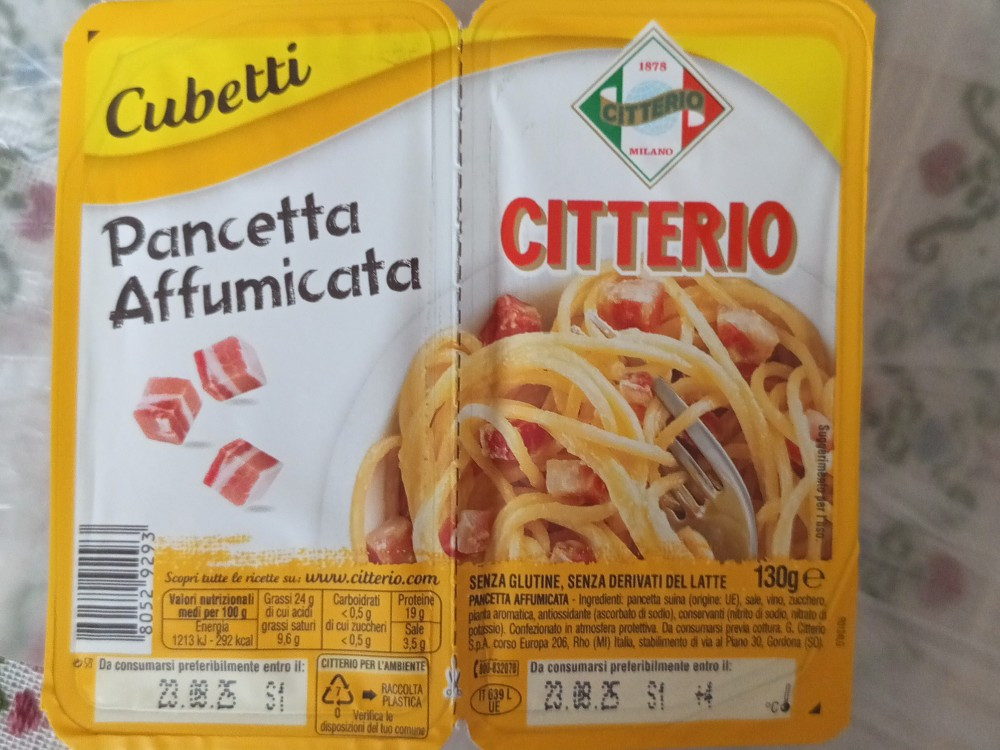 Cubetti
Pancetta
Affumicata
80521 9293
Scopri tutte le ricette su: www.citterio.com
Valori nutrizionali
medi per 100 g
Energia
1213 kJ - 292 kcal
Grassi 24 g
di cui acidi
grassi saturi
9,6 g
Carboidrati
<0,5 g
di cui zuccheri
<0,5 g
Proteine
19 g
Sale
3,5 g
Da consumarsi preferibilmente entro il:
23.08.25 S1
CITTERIO PER L'AMBIENTE
7
RACCOLTA
PLASTICA
O
Verifica le
disposizioni del tuo comune
1878
CITTERIO
MILANO
CITTERIO
Suggerimento per l'uso.
SENZA GLUTINE, SENZA DERIVATI DEL LATTE 130g e
PANCETTA AFFUMICATA - Ingredienti: pancetta suina (origine: UE), sale, vino, zucchero,
pianta aromatica, antiossidante (ascorbato di sodio), conservanti (nitrito di sodio, nitrato di
potassio). Confezionato in atmosfera protettiva. Da consumarsi previa cottura. G. Citterio
S.p.A. corso Europa 206, Rho (MI) Italia, stabilimento di via al Piano 30, Gordona (SO).
800-832070
IT 639 L
UE
Da consumarsi preferibilmente entro il:
23.08.25 S1 +4
°C